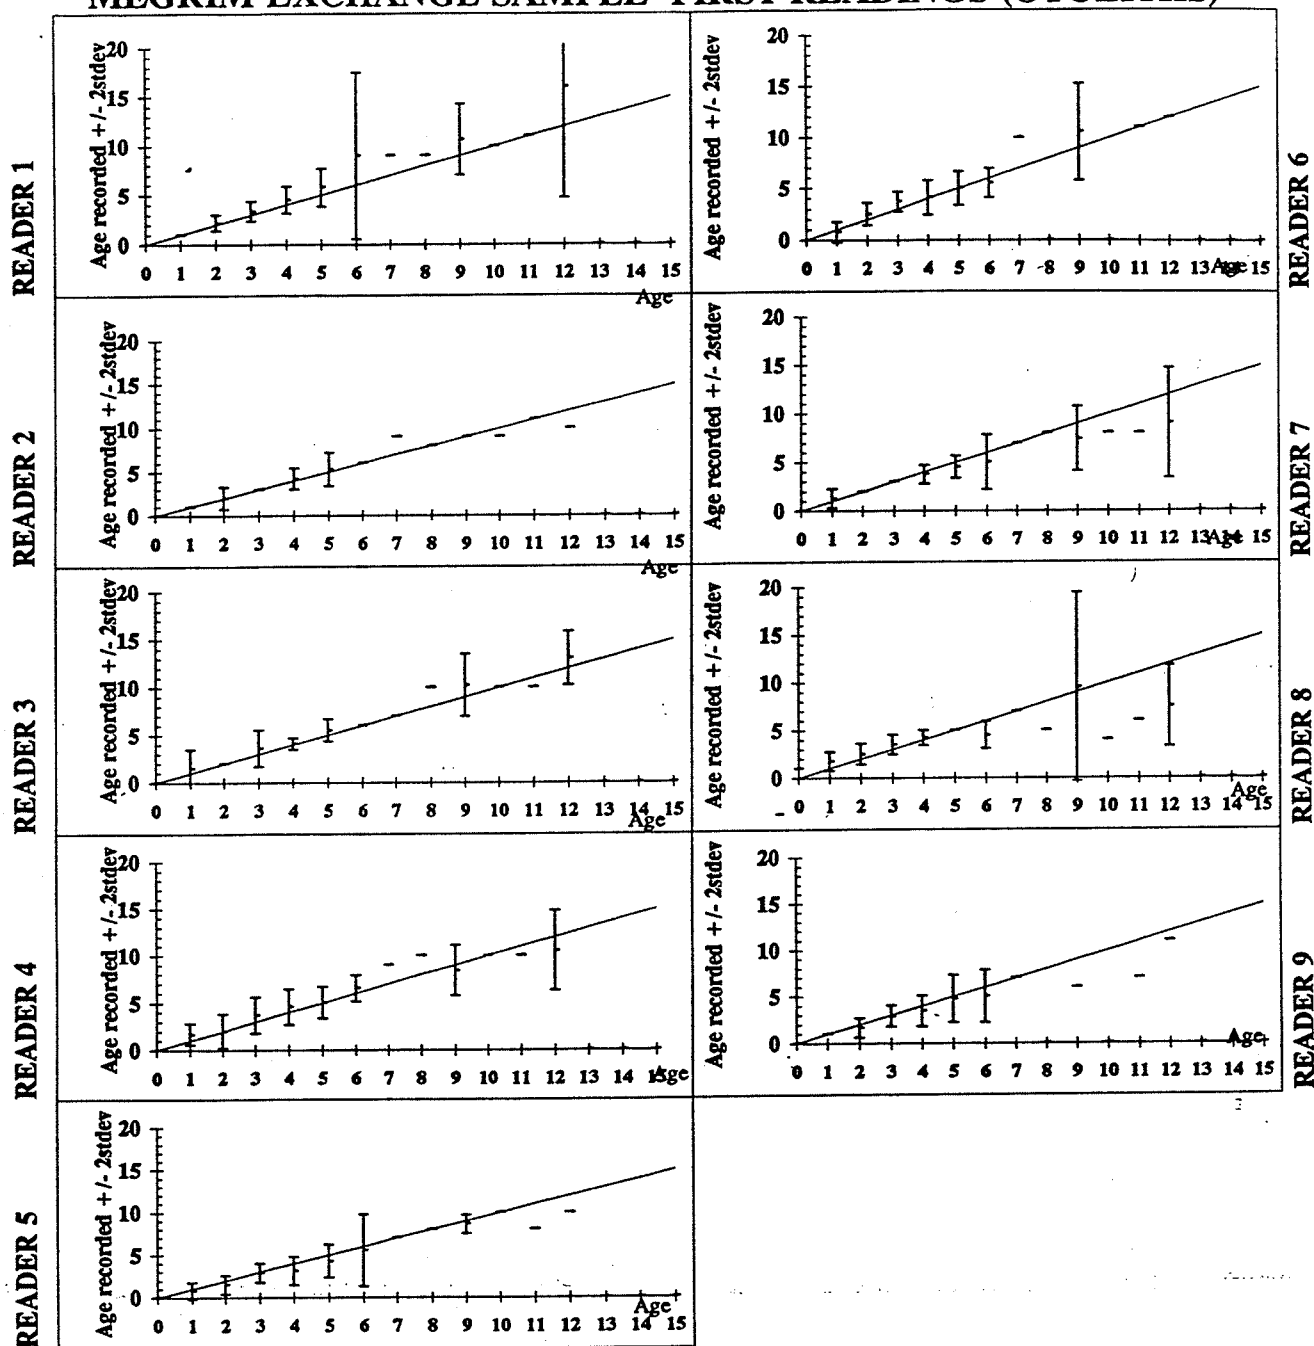 MEGRIM EXCHANGE SAMPLE- FIRST READINGS (OTOLITHS)
READER 1
Age recorded +/- 2stdev
20
15
10
5
0
0 1 2 3 4 5 6 7 8 9 10 11 12 13 14 15
Age
READER 2
Age recorded +/- 2stdev
20
15
10
5
0
0 1 2 3 4 5 6 7 8 9 10 11 12 13 14 15
Age
READER 3
Age recorded +/- 2stdev
20
15
10
5
0
0 1 2 3 4 5 6 7 8 9 10 11 12 13 14 15
Age
READER 4
Age recorded +/- 2stdev
20
15
10
5
0
0 1 2 3 4 5 6 7 8 9 10 11 12 13 14 15
Age
READER 5
Age recorded +/- 2stdev
20
15
10
5
0
0 1 2 3 4 5 6 7 8 9 10 11 12 13 14 15
Age
READER 6
Age recorded +/- 2stdev
20
15
10
5
0
0 1 2 3 4 5 6 7 8 9 10 11 12 13 14 15
Age
READER 7
Age recorded +/- 2stdev
20
15
10
5
0
0 1 2 3 4 5 6 7 8 9 10 11 12 13 14 15
Age
READER 8
Age recorded +/- 2stdev
20
15
10
5
0
0 1 2 3 4 5 6 7 8 9 10 11 12 13 14 15
Age
READER 9
Age recorded +/- 2stdev
20
15
10
5
0
0 1 2 3 4 5 6 7 8 9 10 11 12 13 14 15
Age